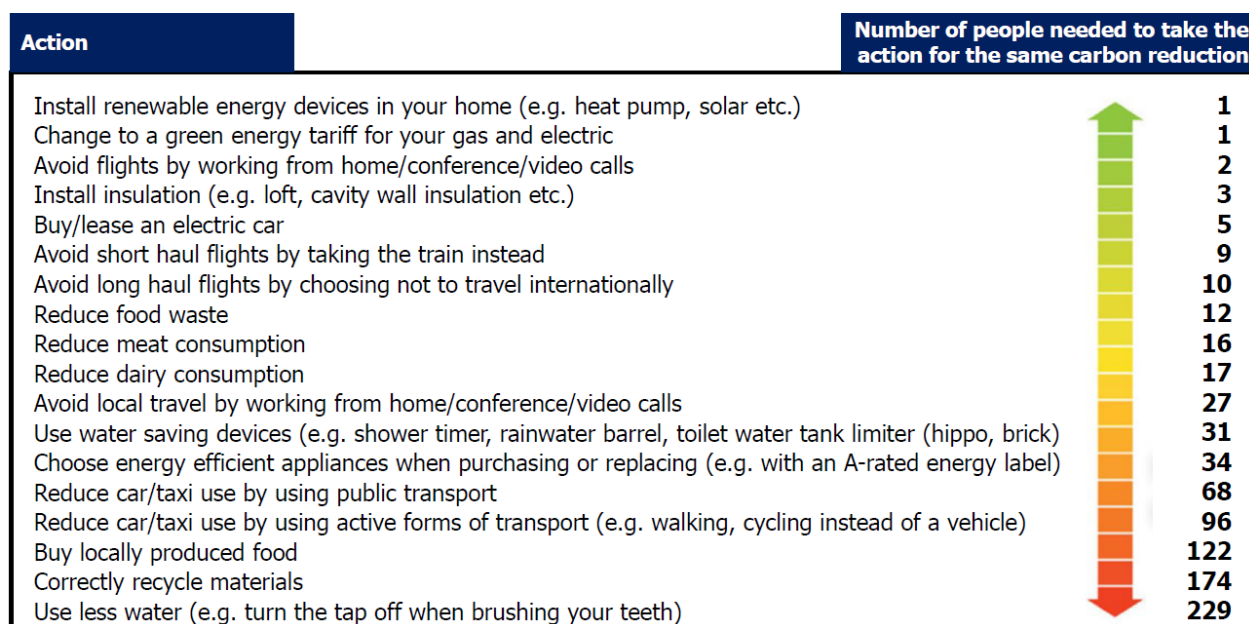 Action
Number of people needed to take the
action for the same carbon reduction
Install renewable energy devices in your home (e.g. heat pump, solar etc.) 1
Change to a green energy tariff for your gas and electric 1
Avoid flights by working from home/conference/video calls 2
Install insulation (e.g. loft, cavity wall insulation etc.) 3
Buy/lease an electric car 5
Avoid short haul flights by taking the train instead 9
Avoid long haul flights by choosing not to travel internationally 10
Reduce food waste 12
Reduce meat consumption 16
Reduce dairy consumption 17
Avoid local travel by working from home/conference/video calls 27
Use water saving devices (e.g. shower timer, rainwater barrel, toilet water tank limiter (hippo, brick) 31
Choose energy efficient appliances when purchasing or replacing (e.g. with an A-rated energy label) 34
Reduce car/taxi use by using public transport 68
Reduce car/taxi use by using active forms of transport (e.g. walking, cycling instead of a vehicle) 96
Buy locally produced food 122
Correctly recycle materials 174
Use less water (e.g. turn the tap off when brushing your teeth) 229